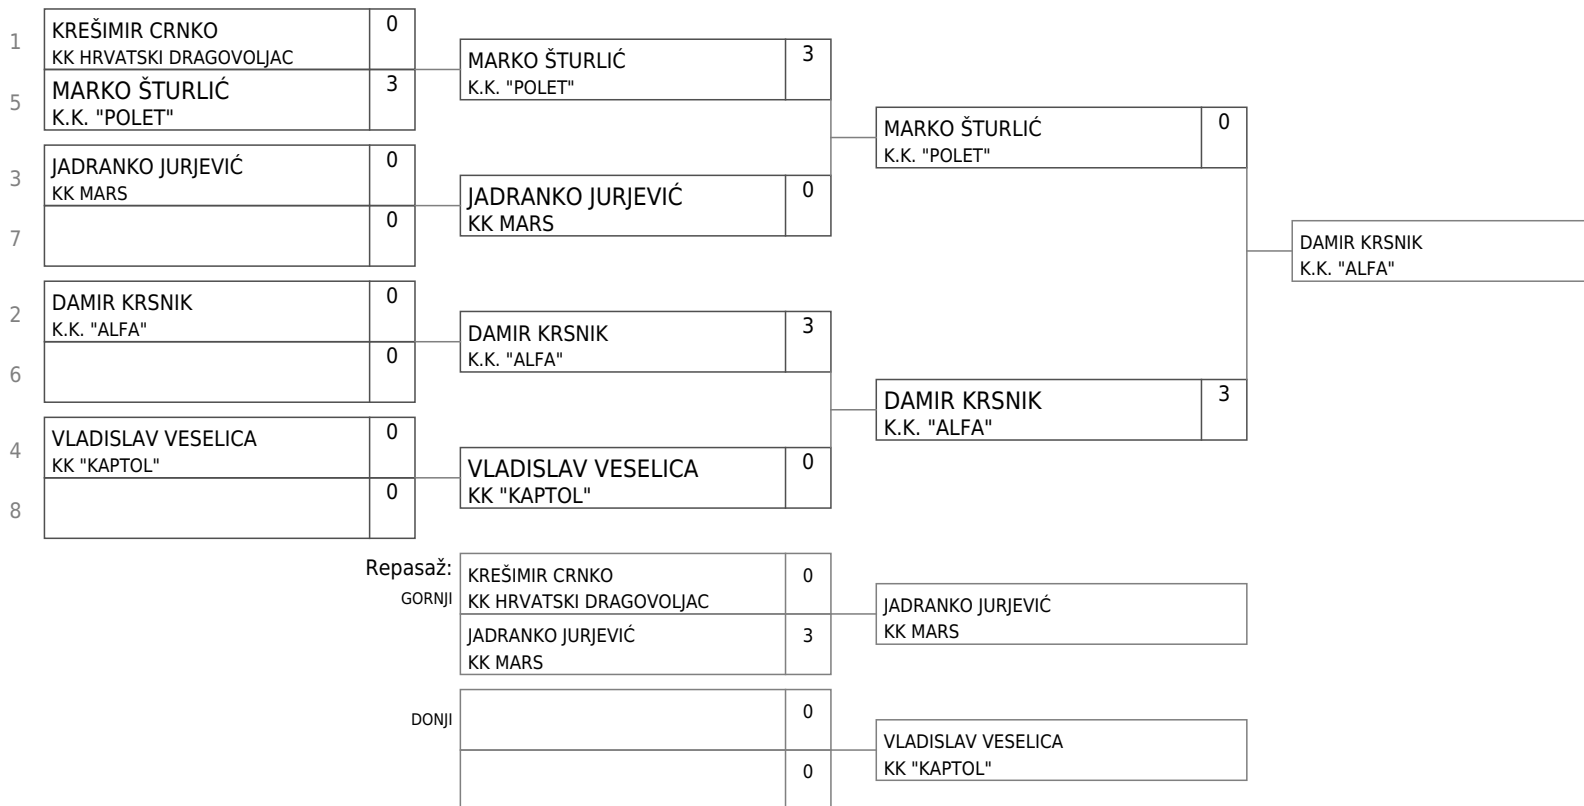 1
KREŠIMIR CRNKO
0
KK HRVATSKI DRAGOVOLJAC
5
MARKO ŠTURLIĆ
3
K.K. "POLET"
3
JADRANKO JURJEVIĆ
0
KK MARS
7
0
2
DAMIR KRSNIK
0
K.K. "ALFA"
6
0
4
VLADISLAV VESELICA
0
KK "KAPTOL"
8
0
MARKO ŠTURLIĆ
3
K.K. "POLET"
JADRANKO JURJEVIĆ
0
KK MARS
DAMIR KRSNIK
3
K.K. "ALFA"
VLADISLAV VESELICA
0
KK "KAPTOL"
MARKO ŠTURLIĆ
0
K.K. "POLET"
DAMIR KRSNIK
3
K.K. "ALFA"
DAMIR KRSNIK
K.K. "ALFA"
Repasaž:
GORNJI
KREŠIMIR CRNKO
0
KK HRVATSKI DRAGOVOLJAC
JADRANKO JURJEVIĆ
3
KK MARS
JADRANKO JURJEVIĆ
KK MARS
DONJI
0
0
VLADISLAV VESELICA
KK "KAPTOL"